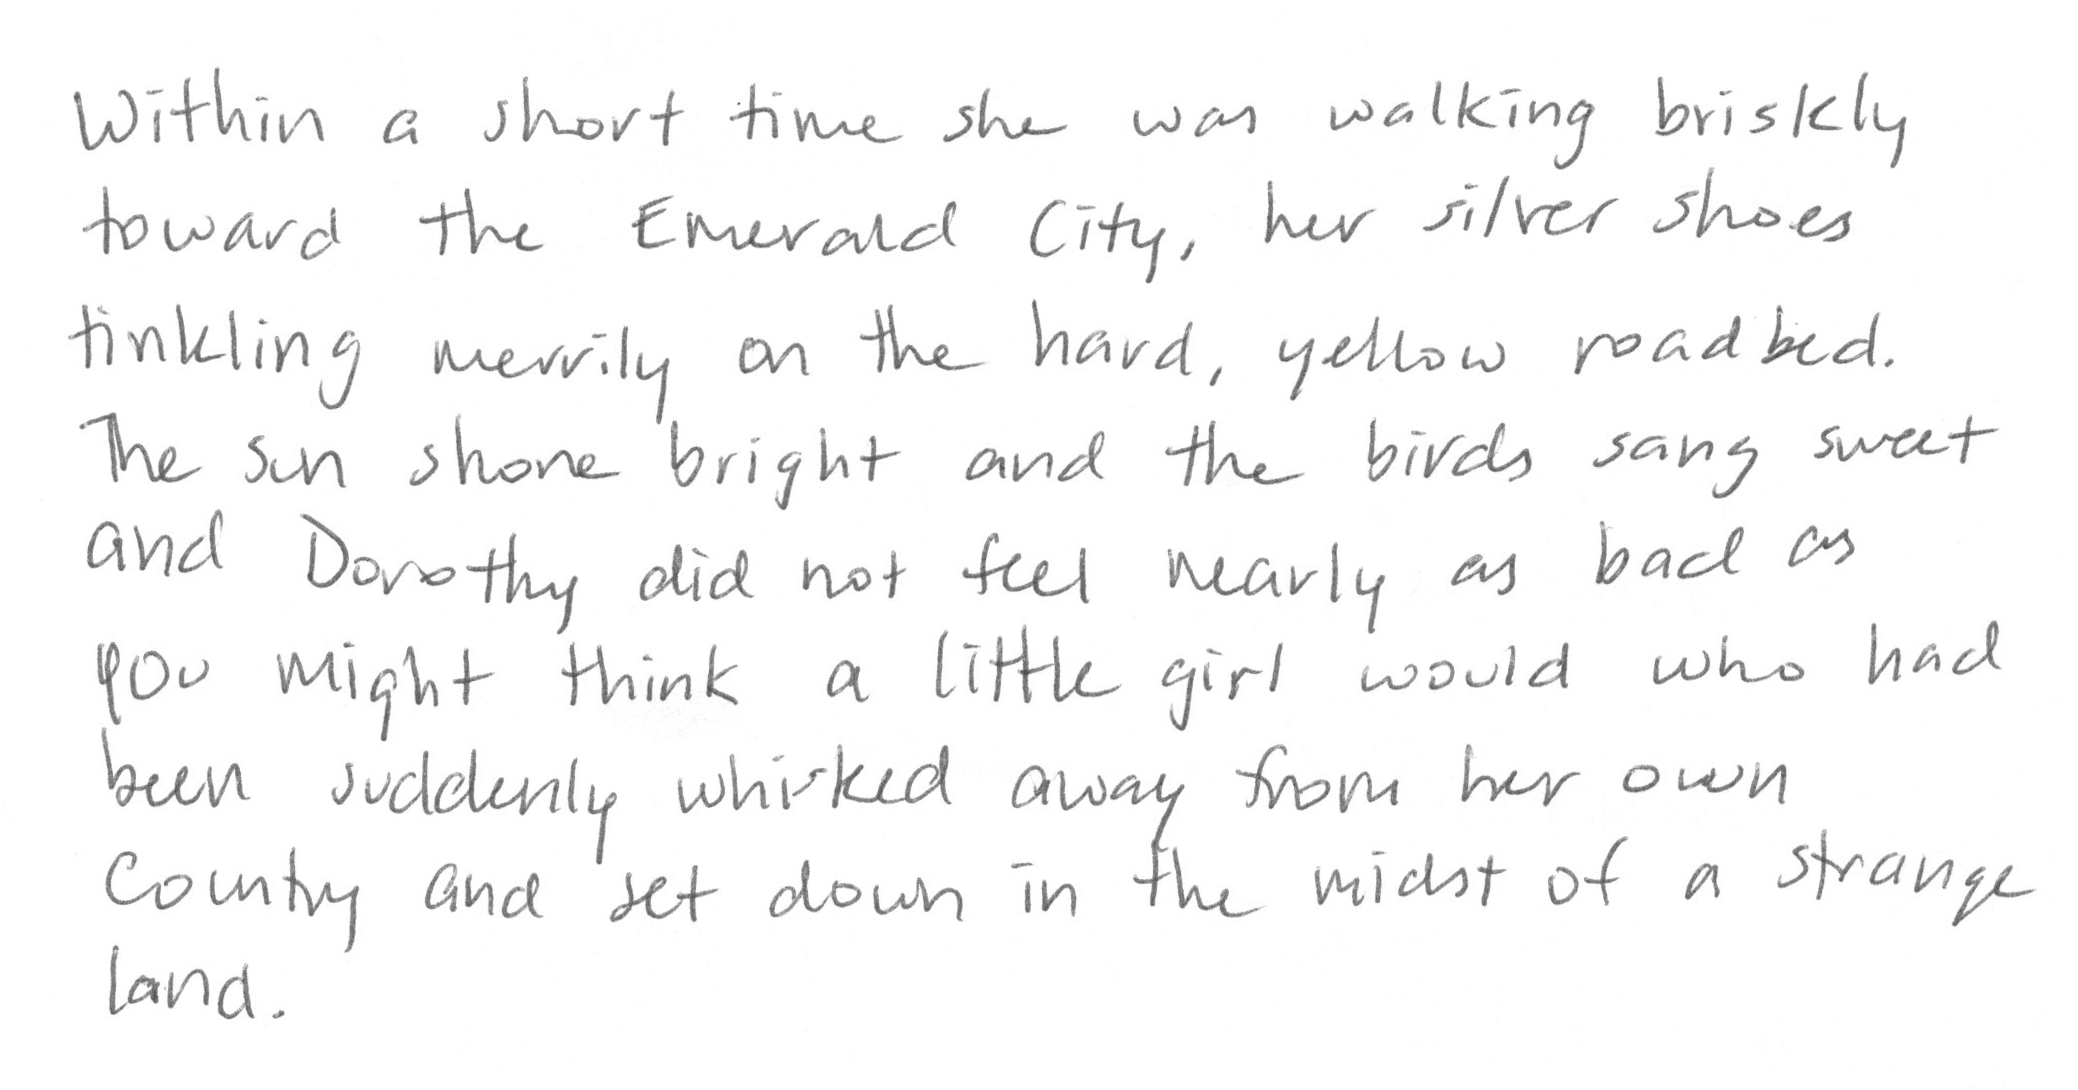 Within a short time she was walking briskly
toward the Emerald City, her silver shoes
tinkling merrily on the hard, yellow roadbed.
The sun shone bright and the birds sang sweet
and Dorothy did not feel nearly as bad as
you might think a little girl would who had
been suddenly whisked away from her own
country and set down in the midst of a strange
land.